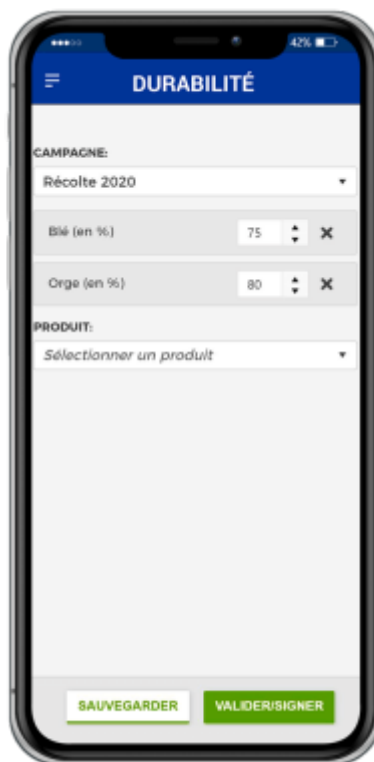 42%
DURABILITÉ
CAMPAGNE:
Récolte 2020
Blé (en %) 75
Orge (en %) 80
PRODUIT:
Sélectionner un produit
SAUVEGARDER VALIDER/SIGNER